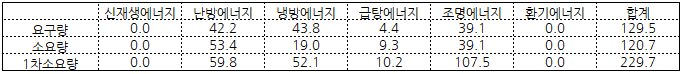 신재생에너지 난방에너지 냉방에너지 급탕에너지 조명에너지 환기에너지 합계
요구량 0.0 42.2 43.8 4.4 39.1 0.0 129.5
소요량 0.0 53.4 19.0 9.3 39.1 0.0 120.7
1차소요량 0.0 59.8 52.1 10.2 107.5 0.0 229.7